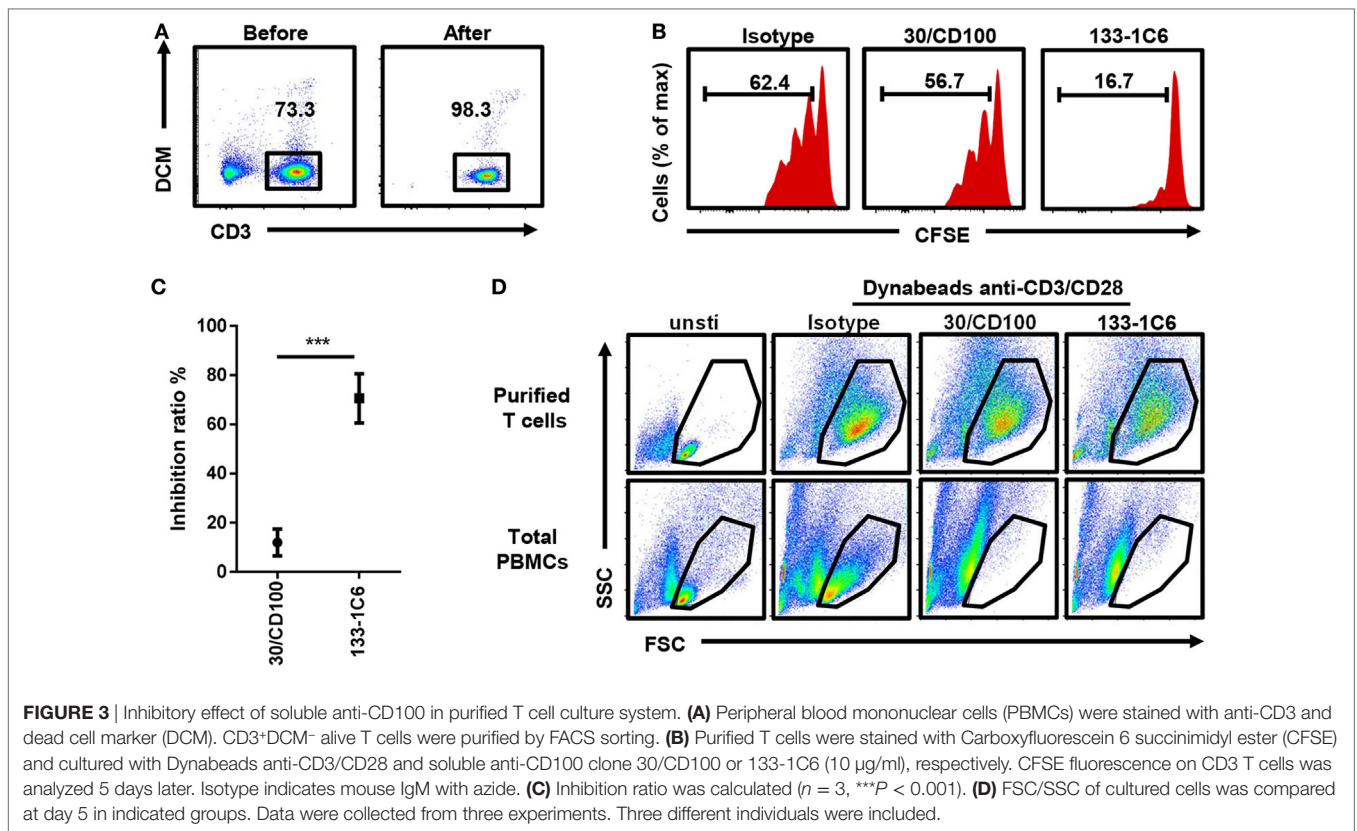 A
Before
After
73.3
98.3
DCM
CD3
B
Isotype
30/CD100
133-1C6
62.4
56.7
16.7
Cells (% of max)
CFSE
C
100
80
60
40
20
0
***
Inhibition ratio %
30/CD100
133-1C6
D
Dynabeads anti-CD3/CD28
unsti
Isotype
30/CD100
133-1C6
Purified
T cells
Total
PBMCs
SSC
FSC
FIGURE 3 | Inhibitory effect of soluble anti-CD100 in purified T cell culture system. (A) Peripheral blood mononuclear cells (PBMCs) were stained with anti-CD3 and
dead cell marker (DCM). CD3⁺DCM⁻ alive T cells were purified by FACS sorting. (B) Purified T cells were stained with Carboxyfluorescein 6 succinimidyl ester (CFSE)
and cultured with Dynabeads anti-CD3/CD28 and soluble anti-CD100 clone 30/CD100 or 133-1C6 (10 µg/ml), respectively. CFSE fluorescence on CD3 T cells was
analyzed 5 days later. Isotype indicates mouse IgM with azide. (C) Inhibition ratio was calculated (n = 3, ***P < 0.001). (D) FSC/SSC of cultured cells was compared
at day 5 in indicated groups. Data were collected from three experiments. Three different individuals were included.